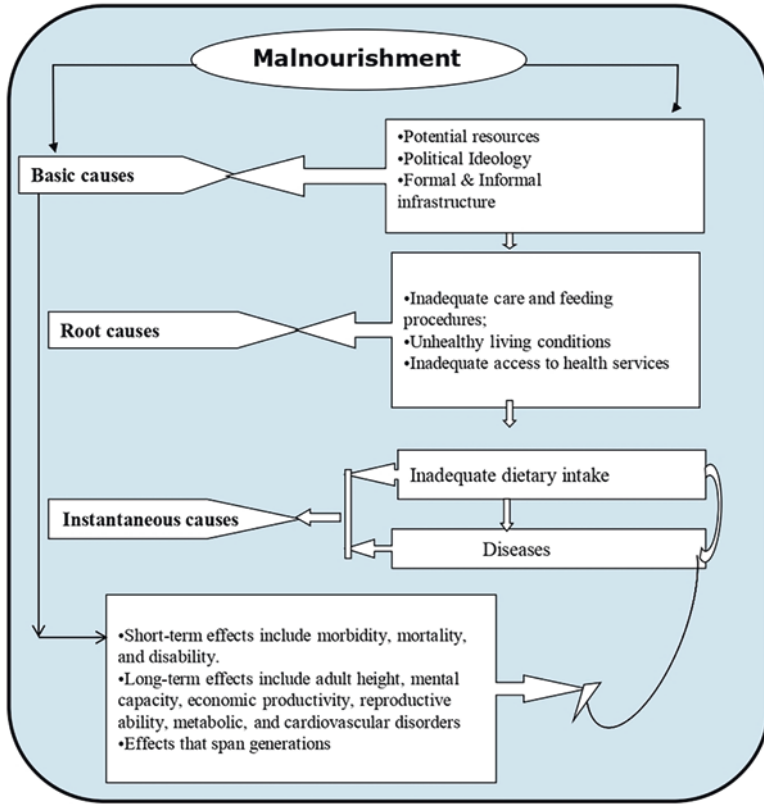 Malnourishment
•Potential resources
•Political Ideology
•Formal & Informal
infrastructure
Basic causes
•Inadequate care and feeding
procedures;
•Unhealthy living conditions
•Inadequate access to health services
Root causes
Inadequate dietary intake
Instantaneous causes
Diseases
•Short-term effects include morbidity, mortality,
and disability.
•Long-term effects include adult height, mental
capacity, economic productivity, reproductive
ability, metabolic, and cardiovascular disorders
•Effects that span generations